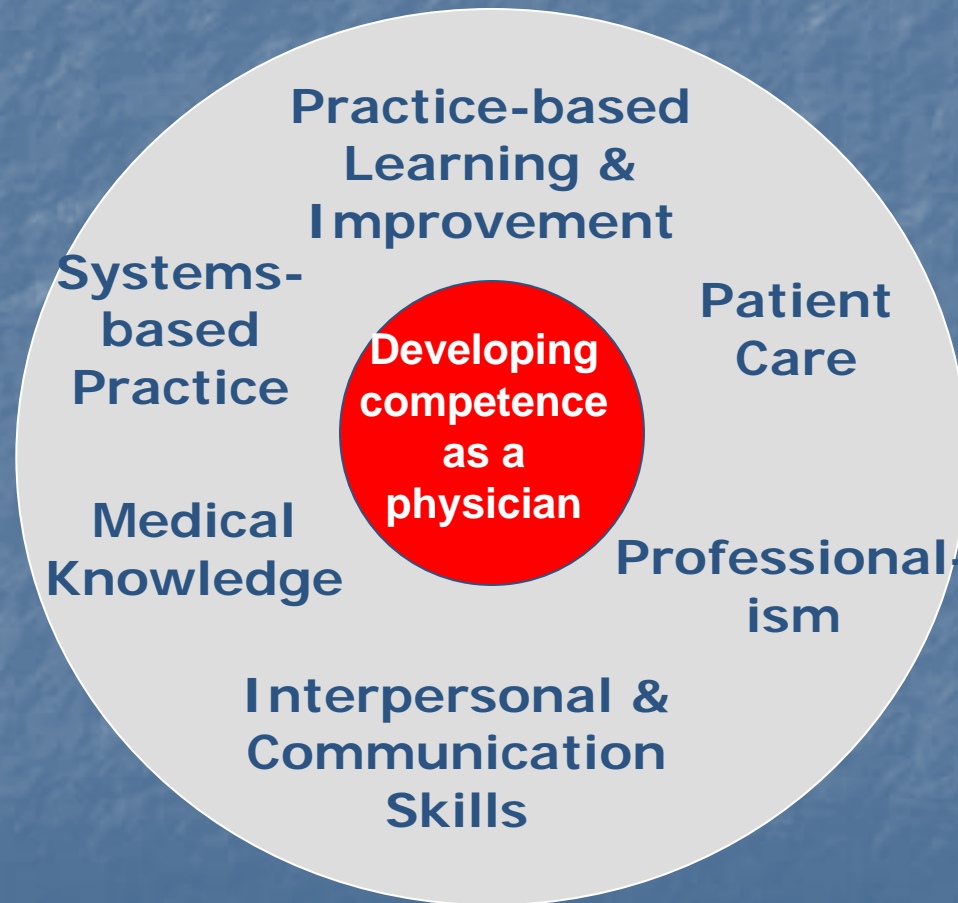 Practice-based
Learning &
Improvement
Systems-
based
Practice
Patient
Care
Developing
competence
as a
physician
Medical
Knowledge
Professional-
ism
Interpersonal &
Communication
Skills